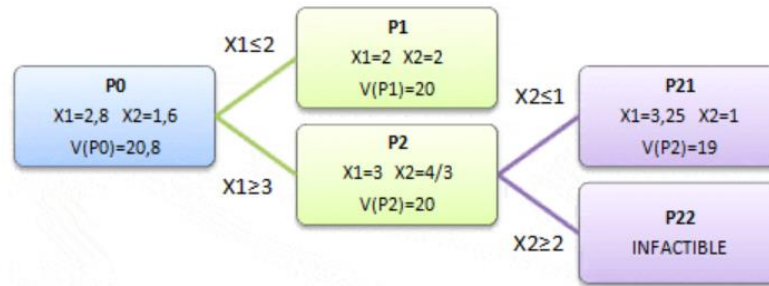 P0
X1=2,8 X2=1,6
V(P0)=20,8
X1≤2
X1≥3
P1
X1=2 X2=2
V(P1)=20
P2
X1=3 X2=4/3
V(P2)=20
X2≤1
X2≥2
P21
X1=3,25 X2=1
V(P2)=19
P22
INFACTIBLE